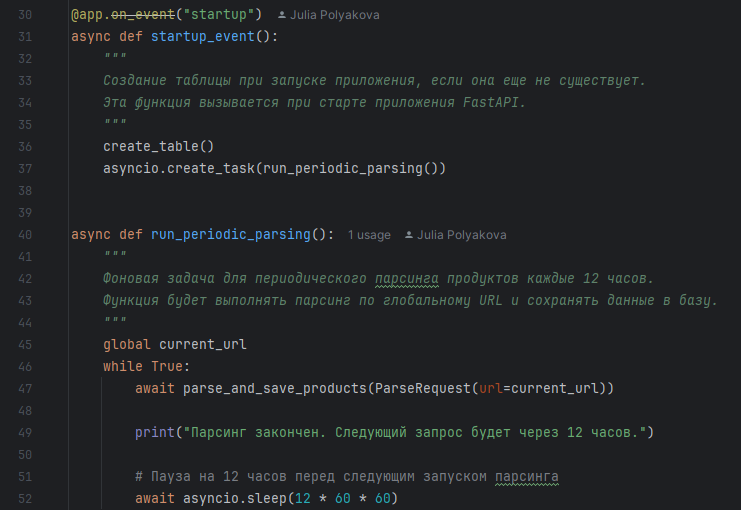 30 @app.on_event("startup") Julia Polyakova
31 async def startup_event():
32 """
33 Создание таблицы при запуске приложения, если она еще не существует.
34 Эта функция вызывается при старте приложения FastAPI.
35 """
36 create_table()
37 asyncio.create_task(run_periodic_parsing())
38
39
40 async def run_periodic_parsing(): 1 usage Julia Polyakova
41 """
42 Фоновая задача для периодического парсинга продуктов каждые 12 часов.
43 Функция будет выполнять парсинг по глобальному URL и сохранять данные в базу.
44 """
45 global current_url
46 while True:
47 await parse_and_save_products(ParseRequest(url=current_url))
48
49 print("Парсинг закончен. Следующий запрос будет через 12 часов.")
50
51 # Пауза на 12 часов перед следующим запуском парсинга
52 await asyncio.sleep(12 * 60 * 60)